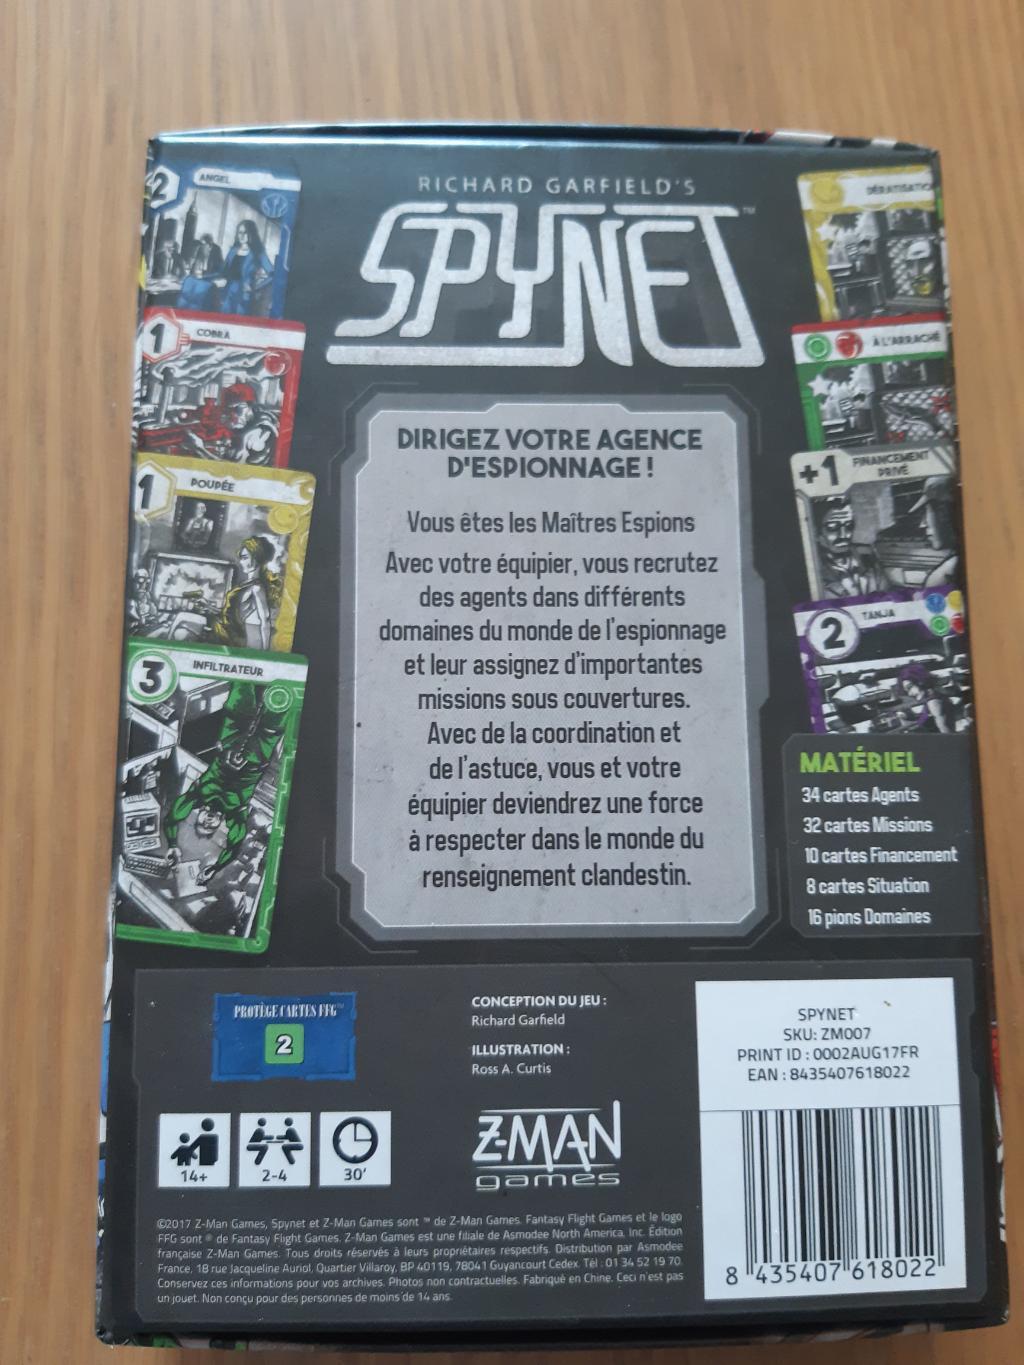 RICHARD GARFIELD'S
SPYNET™
2 ANGEL
1 COBRA
1 POUPÉE
3 INFILTRATEUR
DÉRATISATIO
À L'ARRACHÉ
+1 FINANCEMENT
PRIVÉ
2 TANJA
DIRIGEZ VOTRE AGENCE
D'ESPIONNAGE !
Vous êtes les Maîtres Espions
Avec votre équipier, vous recrutez
des agents dans différents
domaines du monde de l'espionnage
et leur assignez d'importantes
missions sous couvertures.
Avec de la coordination et
de l'astuce, vous et votre
équipier deviendrez une force
à respecter dans le monde du
renseignement clandestin.
MATÉRIEL
34 cartes Agents
32 cartes Missions
10 cartes Financement
8 cartes Situation
16 pions Domaines
PROTÈGE CARTES FFG™
2
CONCEPTION DU JEU :
Richard Garfield
ILLUSTRATION :
Ross A. Curtis
Z-MAN
games
14+
2-4
30'
SPYNET
SKU: ZM007
PRINT ID : 0002AUG17FR
EAN : 8435407618022
8 435407 618022
©2017 Z-Man Games, Spynet et Z-Man Games sont ™ de Z-Man Games. Fantasy Flight Games et le logo
FFG sont ® de Fantasy Flight Games. Z-Man Games est une filiale de Asmodee North America, Inc. Édition
française Z-Man Games. Tous droits réservés à leurs propriétaires respectifs. Distribution par Asmodee
France, 18 rue Jacqueline Auriol, Quartier Villaroy, BP 40119, 78041 Guyancourt Cedex. Tél : 01 34 52 19 70.
Conservez ces informations pour vos archives. Photos non contractuelles. Fabriqué en Chine. Ceci n'est pas
un jouet. Non conçu pour des personnes de moins de 14 ans.